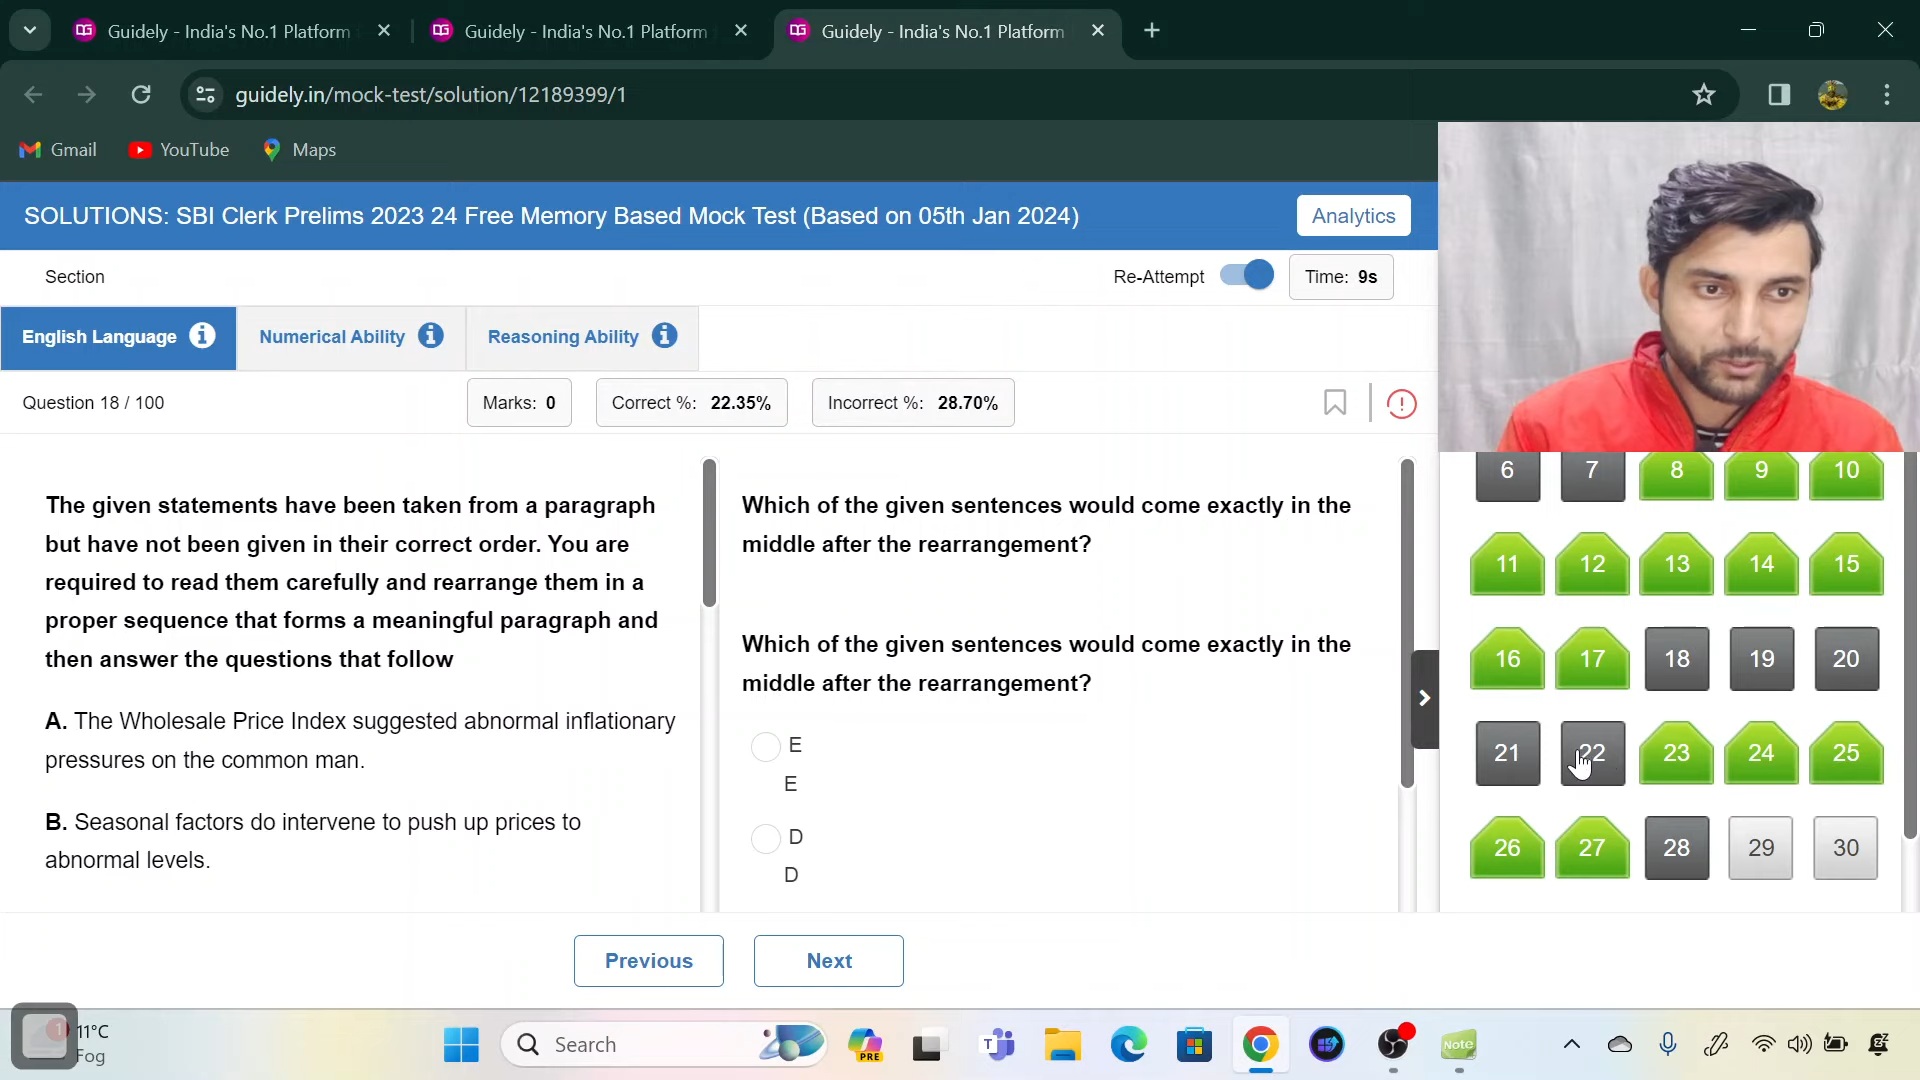 Guidely - India's No.1 Platform
Guidely - India's No.1 Platform
Guidely - India's No.1 Platform
guidely.in/mock-test/solution/12189399/1
Gmail
YouTube
Maps
SOLUTIONS: SBI Clerk Prelims 2023 24 Free Memory Based Mock Test (Based on 05th Jan 2024)
Analytics
Section
Re-Attempt
Time: 9s
English Language
Numerical Ability
Reasoning Ability
Question 18 / 100
Marks: 0
Correct %: 22.35%
Incorrect %: 28.70%
The given statements have been taken from a paragraph
but have not been given in their correct order. You are
required to read them carefully and rearrange them in a
proper sequence that forms a meaningful paragraph and
then answer the questions that follow
A. The Wholesale Price Index suggested abnormal inflationary
pressures on the common man.
B. Seasonal factors do intervene to push up prices to
abnormal levels.
Which of the given sentences would come exactly in the
middle after the rearrangement?
Which of the given sentences would come exactly in the
middle after the rearrangement?
E
E
D
D
6 7 8 9 10
11 12 13 14 15
16 17 18 19 20
21 22 23 24 25
26 27 28 29 30
Previous
Next
1
11°C
Fog
Search
PRE
T
Note